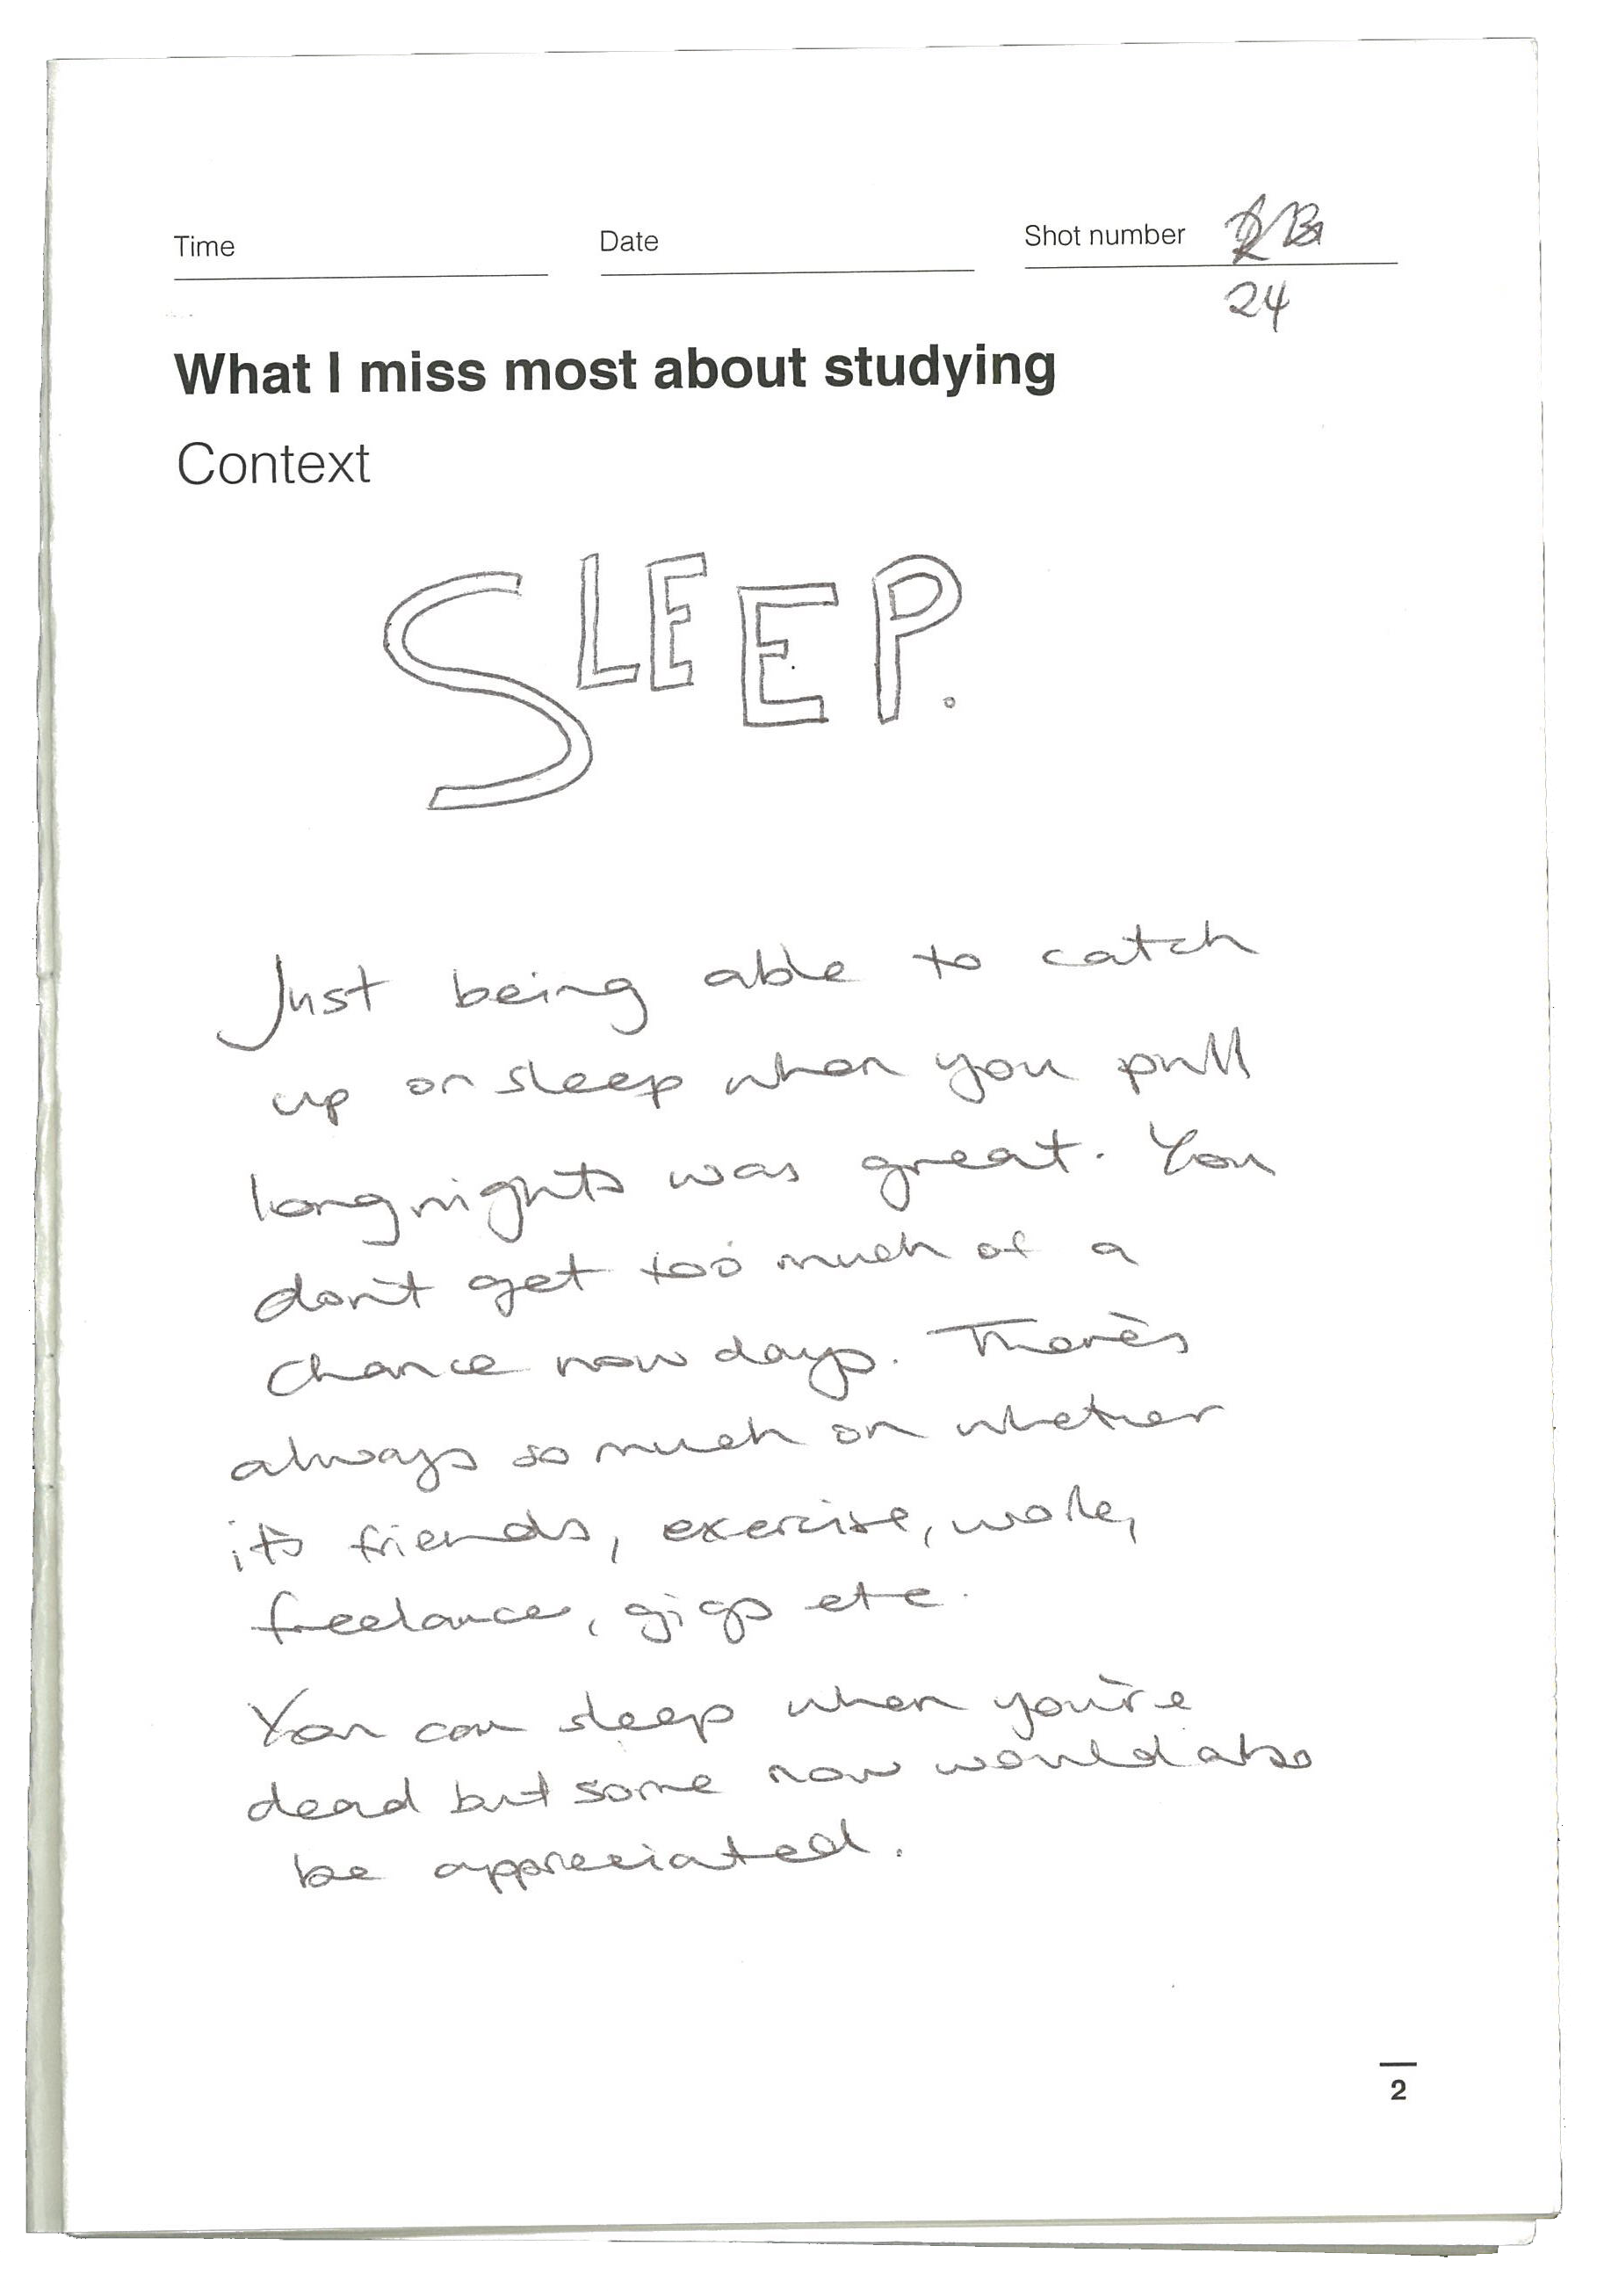 Time Date Shot number
24
What I miss most about studying
Context
SLEEP.
Just being able to catch
up on sleep when you pull
long nights was great. You
don't get too much of a
chance now days. There's
always so much on whether
it's friends, exercise, work,
freelance, gigs etc.
You can sleep when you're
dead but some now would also
be appreciated.
2